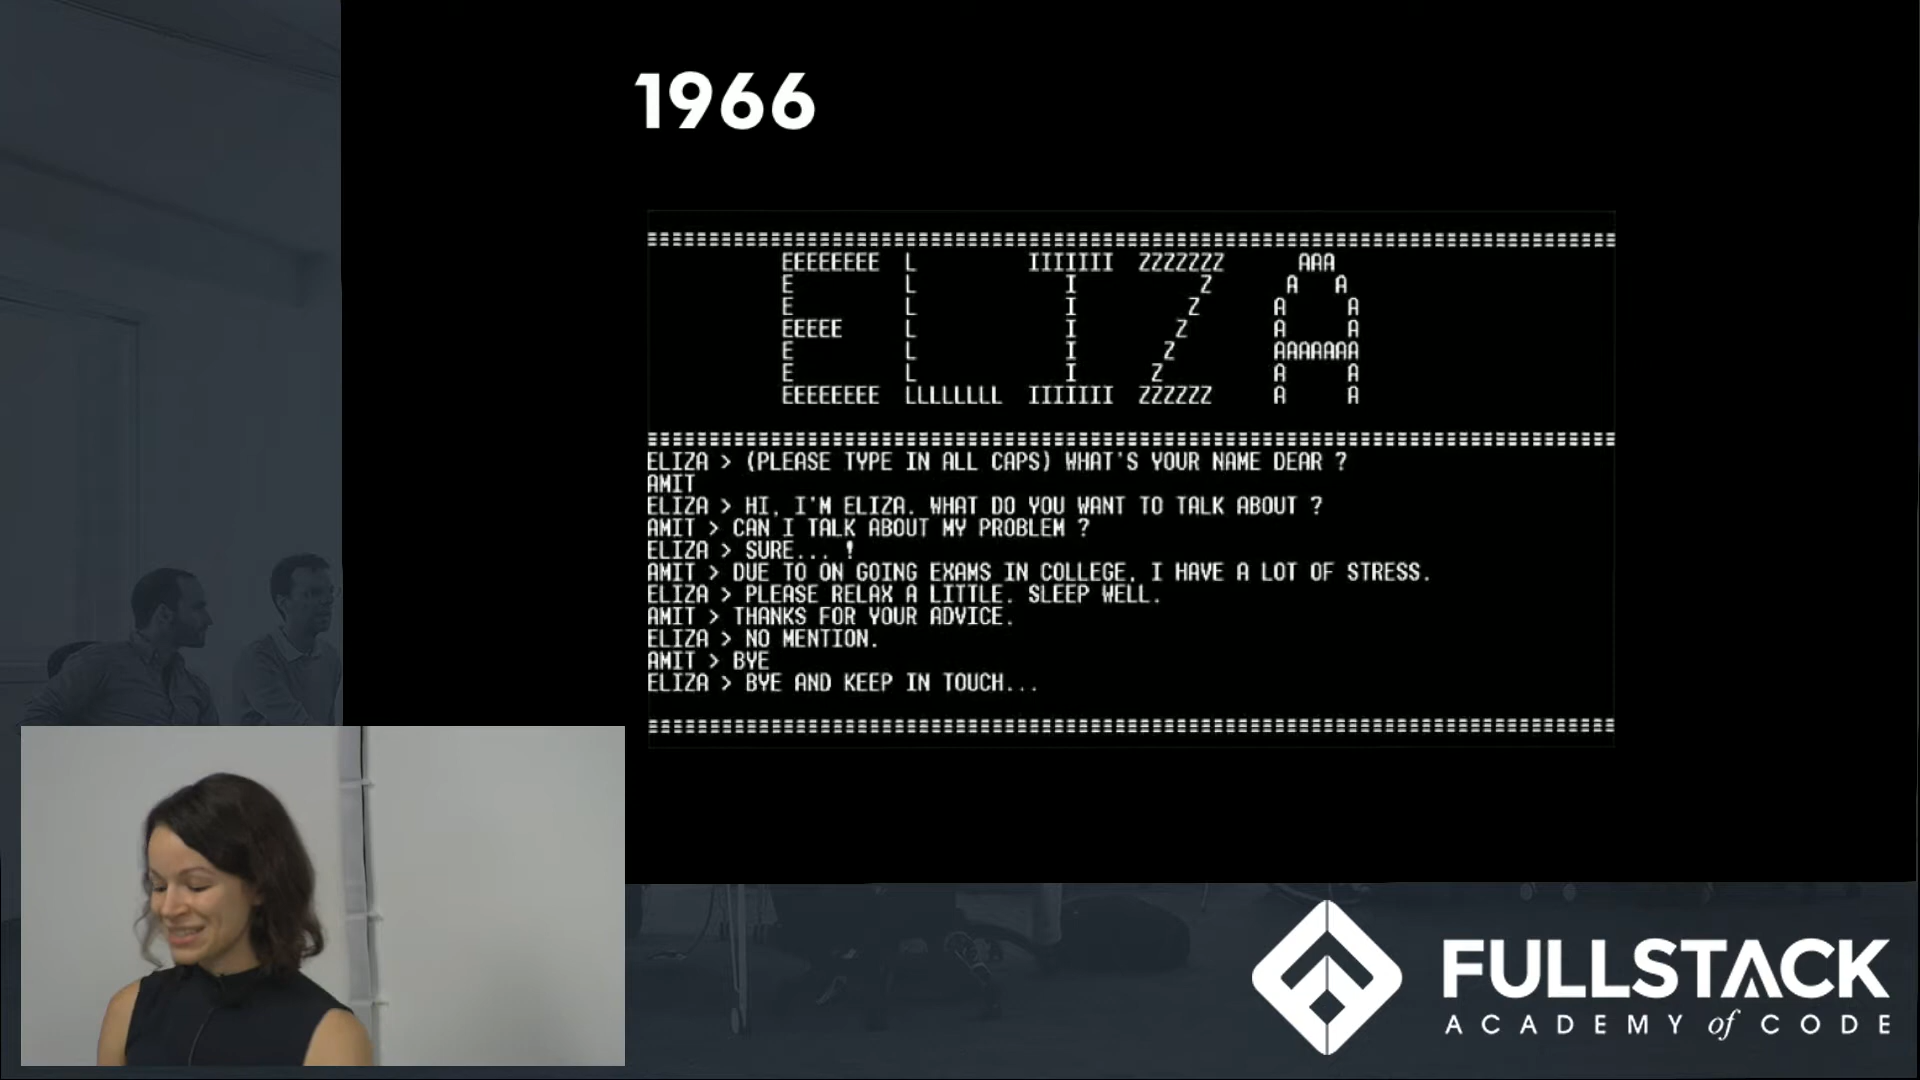 1966
==============================================================================
EEEEEEEE L IIIIIII ZZZZZZZ AAA
E L I Z A A
E L I Z A A
EEEEE L I Z A A
E L I Z AAAAAAA
E L I Z A A
EEEEEEEE LLLLLLLL IIIIIII ZZZZZZ A A
==============================================================================
ELIZA > (PLEASE TYPE IN ALL CAPS) WHAT'S YOUR NAME DEAR ?
AMIT
ELIZA > HI, I'M ELIZA. WHAT DO YOU WANT TO TALK ABOUT ?
AMIT > CAN I TALK ABOUT MY PROBLEM ?
ELIZA > SURE... !
AMIT > DUE TO ON GOING EXAMS IN COLLEGE, I HAVE A LOT OF STRESS.
ELIZA > PLEASE RELAX A LITTLE. SLEEP WELL.
AMIT > THANKS FOR YOUR ADVICE.
ELIZA > NO MENTION.
AMIT > BYE
ELIZA > BYE AND KEEP IN TOUCH...
==============================================================================
FULLSTACK
ACADEMY of CODE